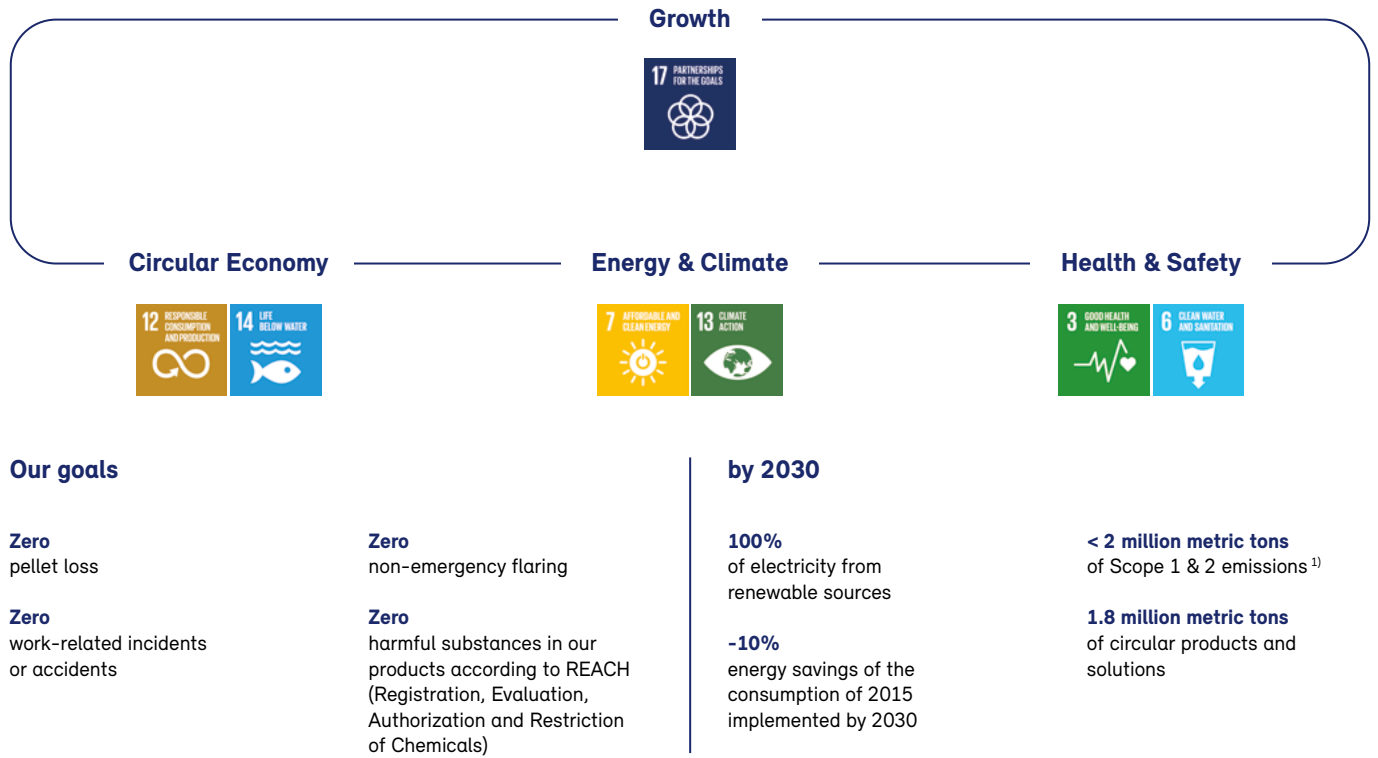 Growth
17 PARTNERSHIPS
FOR THE GOALS
Circular Economy
Energy & Climate
Health & Safety
12 RESPONSIBLE
CONSUMPTION
AND PRODUCTION
14 LIFE
BELOW WATER
7 AFFORDABLE AND
CLEAN ENERGY
13 CLIMATE
ACTION
3 GOOD HEALTH
AND WELL-BEING
6 CLEAN WATER
AND SANITATION
Our goals
Zero
pellet loss
Zero
work-related incidents
or accidents
Zero
non-emergency flaring
Zero
harmful substances in our
products according to REACH
(Registration, Evaluation,
Authorization and Restriction
of Chemicals)
by 2030
100%
of electricity from
renewable sources
-10%
energy savings of the
consumption of 2015
implemented by 2030
< 2 million metric tons
of Scope 1 & 2 emissions 1)
1.8 million metric tons
of circular products and
solutions